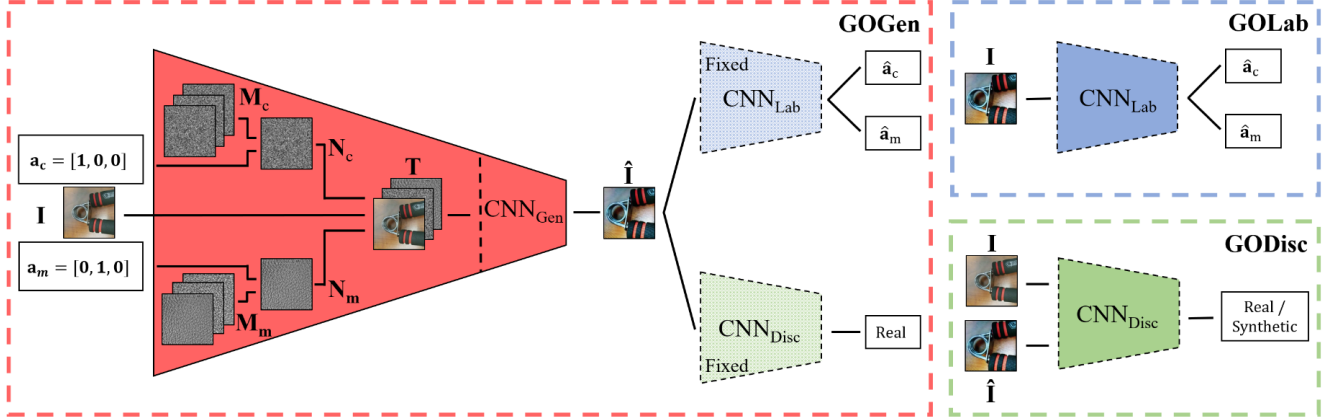 GOGen
M_c
N_c
a_c = [1, 0, 0]
I
a_m = [0, 1, 0]
M_m
N_m
T
CNN_Gen
Î
Fixed
CNN_Lab
â_c
â_m
CNN_Disc
Fixed
Real
GOLab
I
CNN_Lab
â_c
â_m
GODisc
I
CNN_Disc
Real /
Synthetic
Î